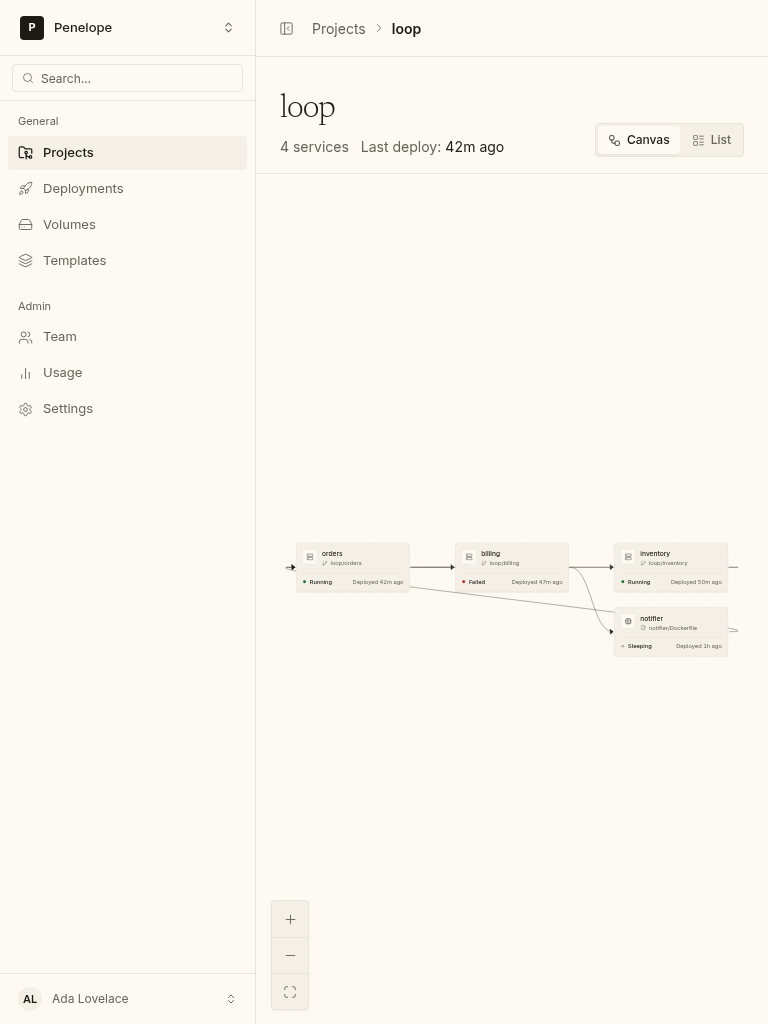 P Penelope
Search...
General
Projects
Deployments
Volumes
Templates
Admin
Team
Usage
Settings
AL Ada Lovelace
Projects > loop
loop
4 services Last deploy: 42m ago
Canvas List
orders
loop/orders
Running Deployed 42m ago
billing
loop/billing
Failed Deployed 47m ago
inventory
loop/inventory
Running Deployed 50m ago
notifier
notifier/Dockerfile
Sleeping Deployed 1h ago